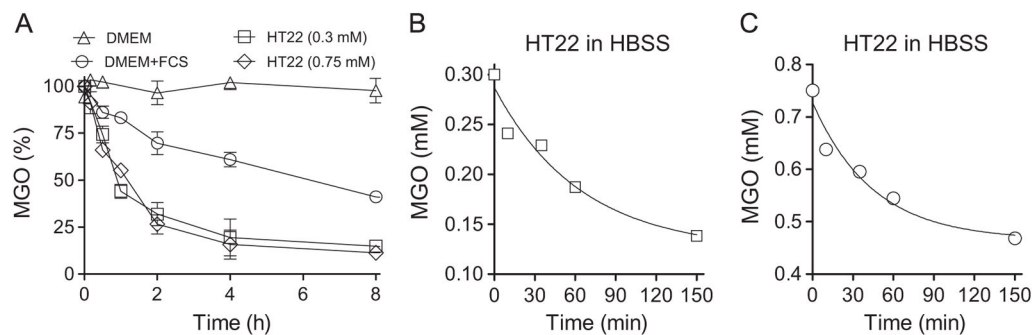 A
DMEM
HT22 (0.3 mM)
DMEM+FCS
HT22 (0.75 mM)
MGO (%)
100
75
50
25
0
0 2 4 6 8
Time (h)
B
HT22 in HBSS
MGO (mM)
0.30
0.25
0.20
0.15
0.10
0 30 60 90 120 150
Time (min)
C
HT22 in HBSS
MGO (mM)
0.8
0.7
0.6
0.5
0.4
0 30 60 90 120 150
Time (min)